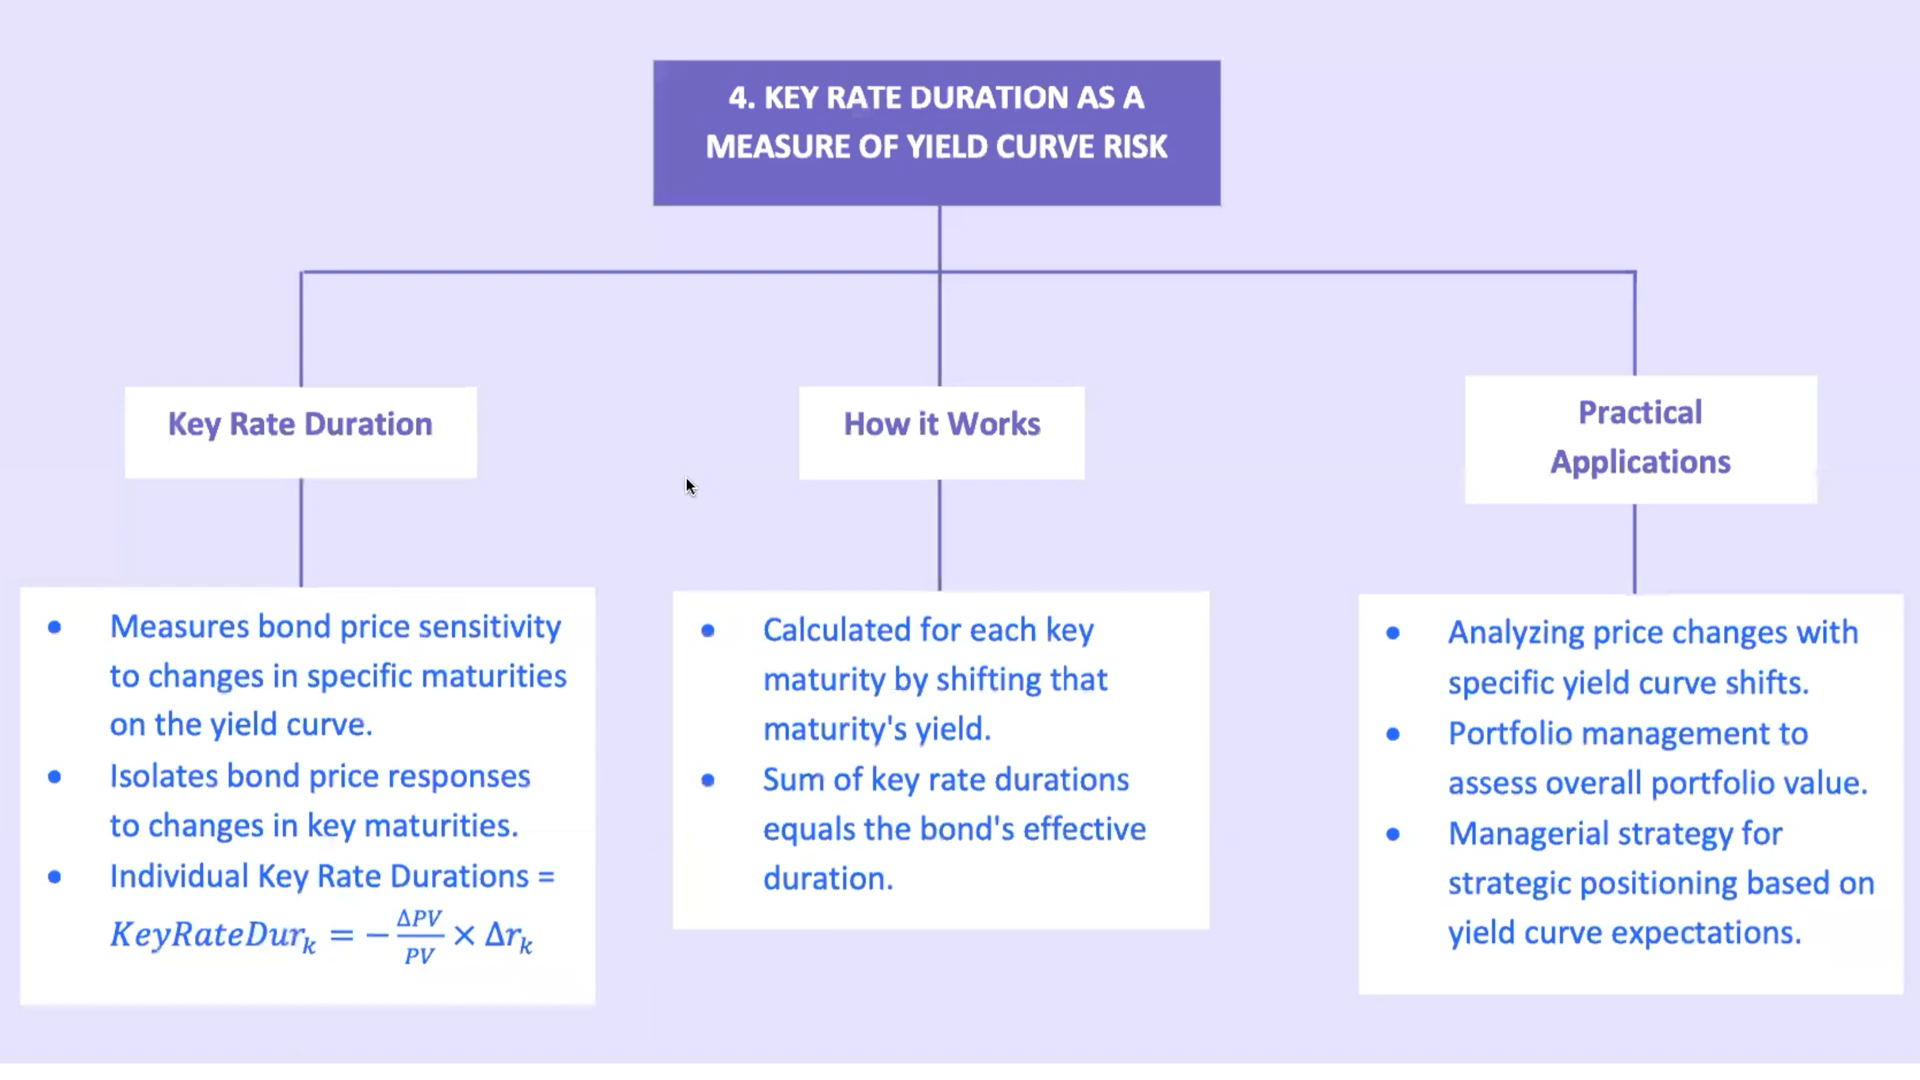 4. KEY RATE DURATION AS A
MEASURE OF YIELD CURVE RISK
Key Rate Duration
• Measures bond price sensitivity
to changes in specific maturities
on the yield curve.
• Isolates bond price responses
to changes in key maturities.
• Individual Key Rate Durations =
KeyRateDurₖ = − ΔPV/PV × Δrₖ
How it Works
• Calculated for each key
maturity by shifting that
maturity's yield.
• Sum of key rate durations
equals the bond's effective
duration.
Practical
Applications
• Analyzing price changes with
specific yield curve shifts.
• Portfolio management to
assess overall portfolio value.
• Managerial strategy for
strategic positioning based on
yield curve expectations.